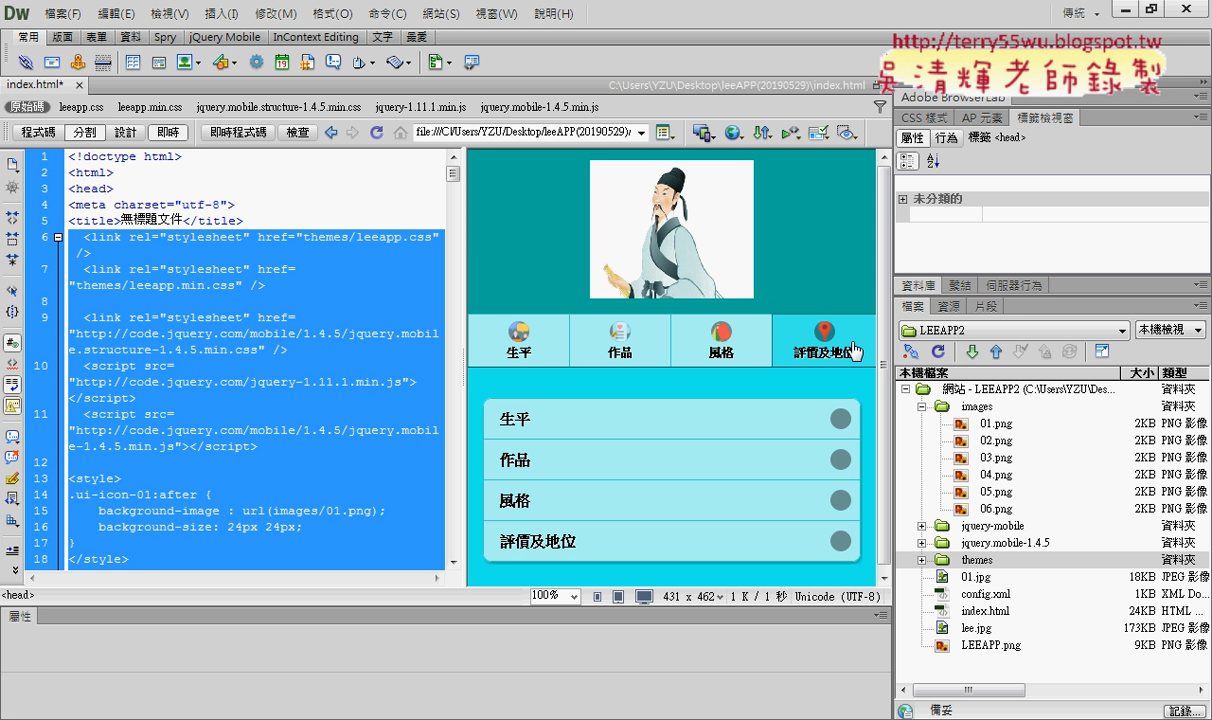 Dw 檔案(F) 編輯(E) 檢視(V) 插入(I) 修改(M) 格式(O) 命令(C) 網站(S) 視窗(W) 說明(H) 傳統
常用 版面 表單 資料 Spry jQuery Mobile InContext Editing 文字 我的最愛
http://terry55wu.blogspot.tw
吳清輝老師錄製
index.html* C:\Users\YZU\Desktop\leeAPP(20190529)\index.html
原始碼 leeapp.css leeapp.min.css jquery.mobile.structure-1.4.5.min.css jquery-1.11.1.min.js jquery.mobile-1.4.5.min.js
程式碼 分割 設計 即時 即時程式碼 檢查 file:///C|/Users/YZU/Desktop/leeAPP(20190529)/
1 <!doctype html>
2 <html>
3 <head>
4 <meta charset="utf-8">
5 <title>無標題文件</title>
6 <link rel="stylesheet" href="themes/leeapp.css"
/>
7 <link rel="stylesheet" href=
"themes/leeapp.min.css" />
8
9 <link rel="stylesheet" href=
"http://code.jquery.com/mobile/1.4.5/jquery.mobil
e.structure-1.4.5.min.css" />
10 <script src=
"http://code.jquery.com/jquery-1.11.1.min.js">
</script>
11 <script src=
"http://code.jquery.com/mobile/1.4.5/jquery.mobil
e-1.4.5.min.js"></script>
12
13 <style>
14 .ui-icon-01:after {
15 background-image : url(images/01.png);
16 background-size: 24px 24px;
17 }
18 </style>
<head>
生平 作品 風格 評價及地位
生平
作品
風格
評價及地位
100% 431 x 462 1 K / 1 秒 Unicode (UTF-8)
屬性
Adobe BrowserLab
CSS 樣式 AP 元素 標籤檢視窗
屬性 行為 標籤 <head>
未分類的
資料庫 繫結 伺服器行為
檔案 資源 片段
LEEAPP2 本機檢視
本機檔案 大小 類型
網站 - LEEAPP2 (C:\Users\YZU\Des... 資料夾
images 資料夾
01.png 2KB PNG 影像
02.png 2KB PNG 影像
03.png 2KB PNG 影像
04.png 2KB PNG 影像
05.png 2KB PNG 影像
06.png 2KB PNG 影像
jquery-mobile 資料夾
jquery.mobile-1.4.5 資料夾
themes 資料夾
01.jpg 18KB JPEG 影像
config.xml 1KB XML Do...
index.html 24KB HTML ...
lee.jpg 173KB JPEG 影像
LEEAPP.png 9KB PNG 影像
備妥 記錄...